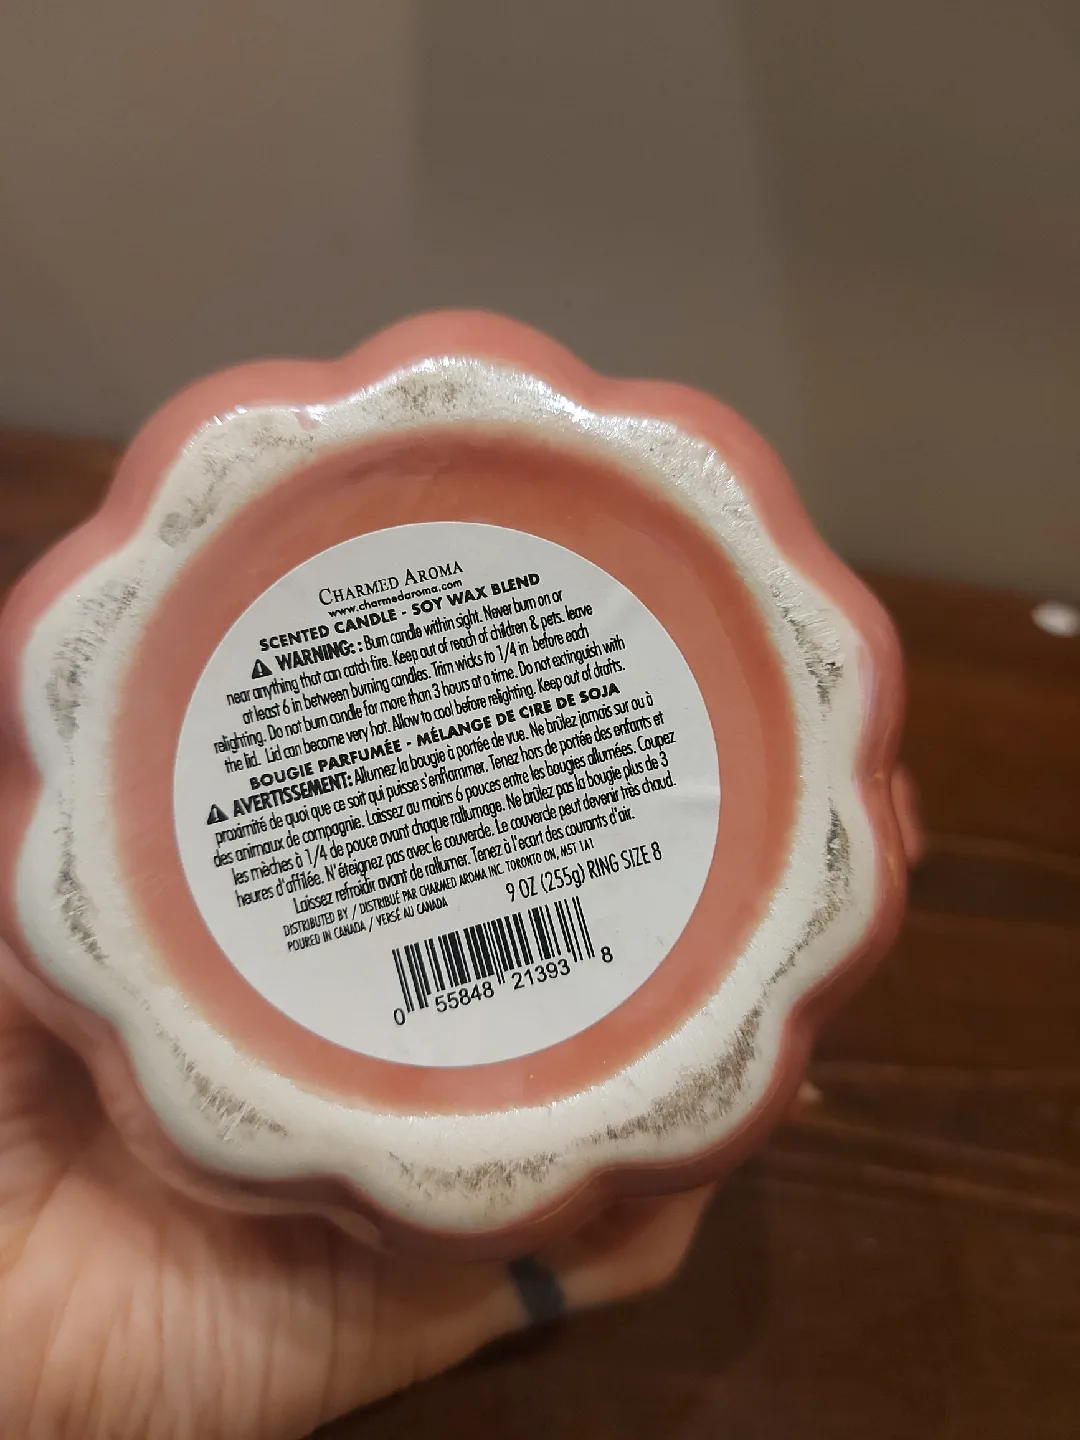 CHARMED AROMA
www.charmedaroma.com
SCENTED CANDLE - SOY WAX BLEND
⚠ WARNING: : Burn candle within sight. Never burn on or
near anything that can catch fire. Keep out of reach of children & pets. leave
at least 6 in between burning candles. Trim wicks to 1/4 in before each
relighting. Do not burn candle for more than 3 hours at a time. Do not extinguish with
the lid. Lid can become very hot. Allow to cool before relighting. Keep out of drafts.
BOUGIE PARFUMÉE - MÉLANGE DE CIRE DE SOJA
⚠ AVERTISSEMENT: Allumez la bougie à portée de vue. Ne brûlez jamais sur ou à
proximité de quoi que ce soit qui puisse s'enflammer. Tenez hors de portée des enfants et
des animaux de compagnie. Laissez au moins 6 pouces entre les bougies allumées. Coupez
les mèches à 1/4 de pouce avant chaque rallumage. Ne brûlez pas la bougie plus de 3
heures d'affilée. N'éteignez pas avec le couverde. Le couverde peut devenir très chaud.
Laissez refroidir avant de rallumer. Tenez à l'écart des courants d'air.
DISTRIBUTED BY / DISTRIBUÉ PAR CHARMED AROMA INC. TORONTO ON, M5T 1A1
POURED IN CANADA / VERSÉ AU CANADA
9 OZ (255g) RING SIZE 8
0 55848 21393 8